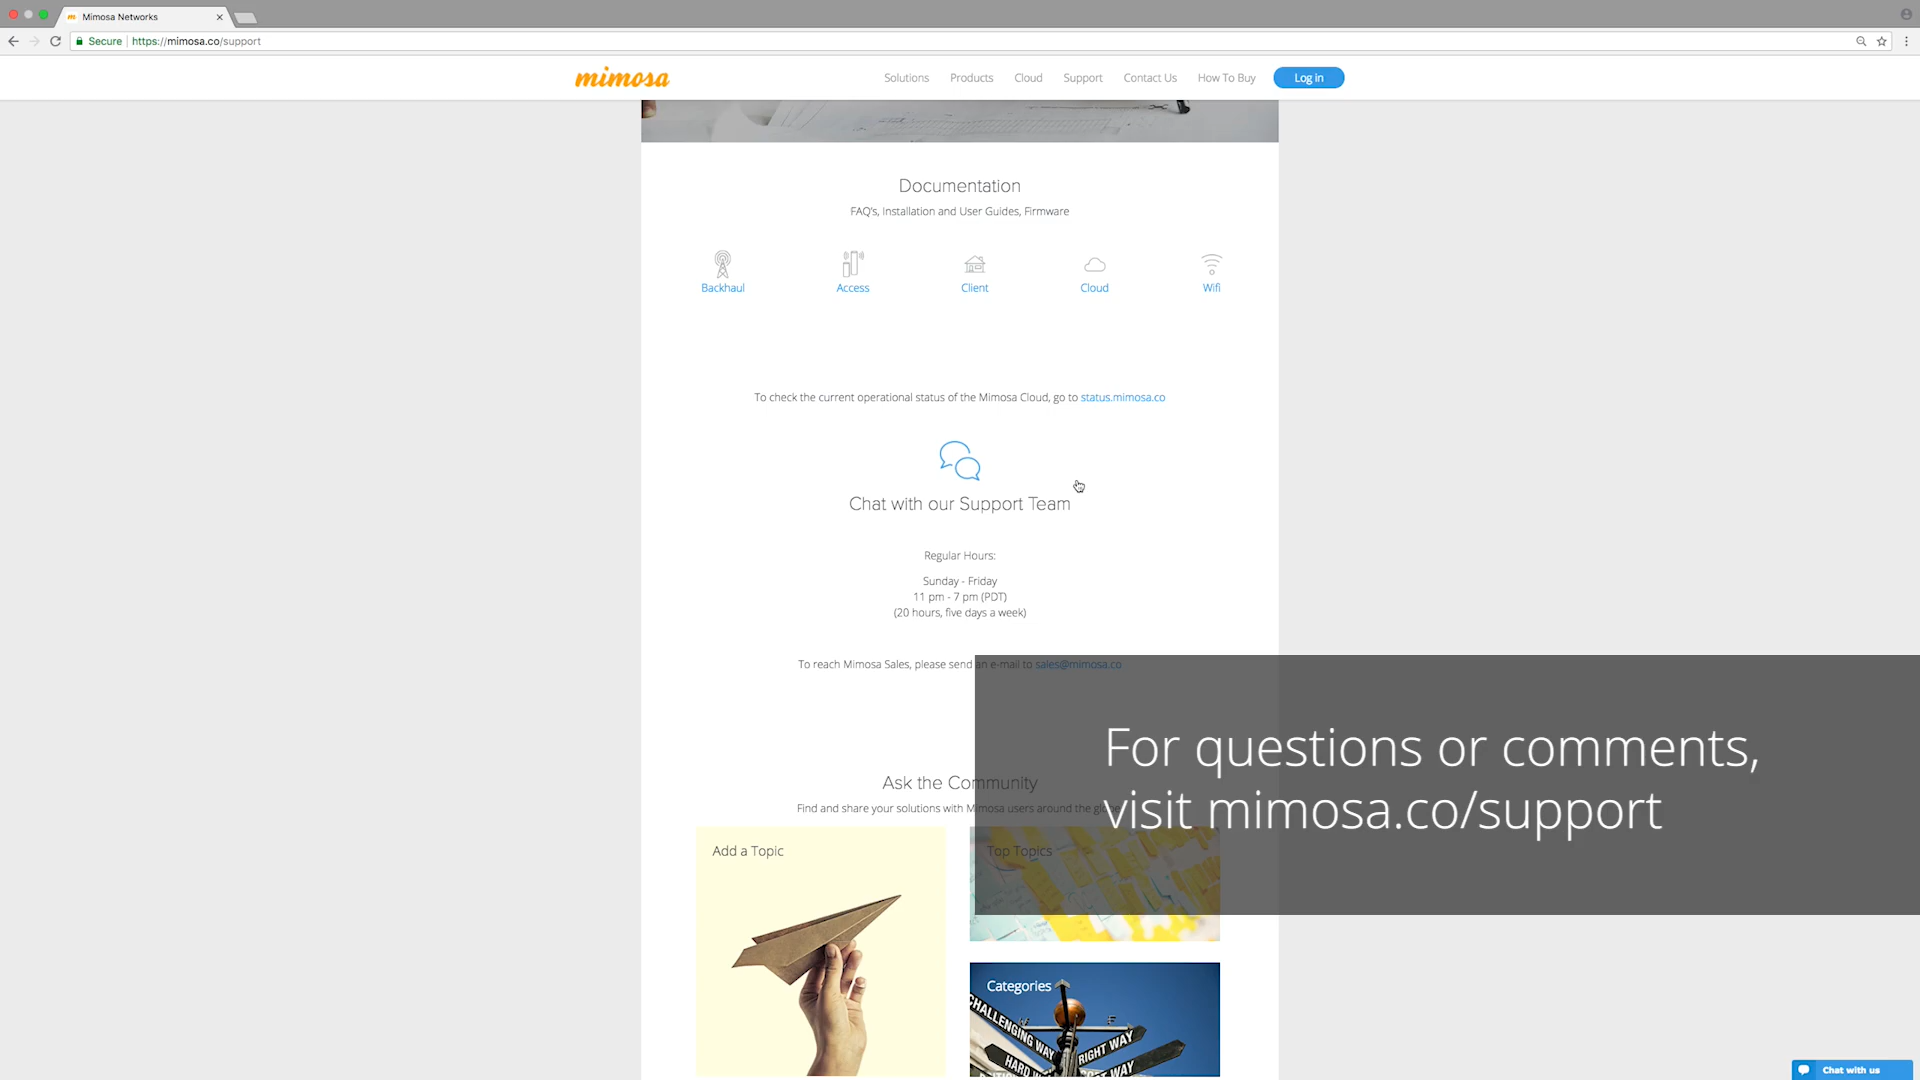 Mimosa Networks
Secure https://mimosa.co/support
mimosa
Solutions Products Cloud Support Contact Us How To Buy Log in
Documentation
FAQ's, Installation and User Guides, Firmware
Backhaul Access Client Cloud Wifi
To check the current operational status of the Mimosa Cloud, go to status.mimosa.co
Chat with our Support Team
Regular Hours:
Sunday - Friday
11 pm - 7 pm (PDT)
(20 hours, five days a week)
To reach Mimosa Sales, please send an e-mail to sales@mimosa.co
For questions or comments,
visit mimosa.co/support
Ask the Community
Find and share your solutions with Mimosa users around the globe
Add a Topic
Top Topics
Categories
CHALLENGING WAY
RIGHT WAY
HARD WAY
WAY
Chat with us